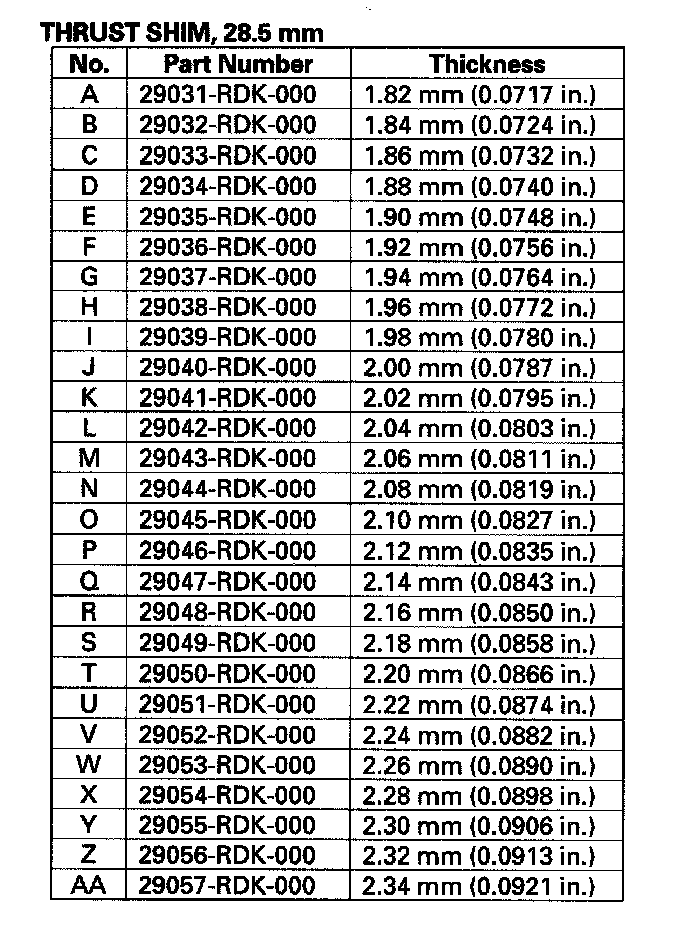 THRUST SHIM, 28.5 mm
No. Part Number Thickness
A 29031-RDK-000 1.82 mm (0.0717 in.)
B 29032-RDK-000 1.84 mm (0.0724 in.)
C 29033-RDK-000 1.86 mm (0.0732 in.)
D 29034-RDK-000 1.88 mm (0.0740 in.)
E 29035-RDK-000 1.90 mm (0.0748 in.)
F 29036-RDK-000 1.92 mm (0.0756 in.)
G 29037-RDK-000 1.94 mm (0.0764 in.)
H 29038-RDK-000 1.96 mm (0.0772 in.)
I 29039-RDK-000 1.98 mm (0.0780 in.)
J 29040-RDK-000 2.00 mm (0.0787 in.)
K 29041-RDK-000 2.02 mm (0.0795 in.)
L 29042-RDK-000 2.04 mm (0.0803 in.)
M 29043-RDK-000 2.06 mm (0.0811 in.)
N 29044-RDK-000 2.08 mm (0.0819 in.)
O 29045-RDK-000 2.10 mm (0.0827 in.)
P 29046-RDK-000 2.12 mm (0.0835 in.)
Q 29047-RDK-000 2.14 mm (0.0843 in.)
R 29048-RDK-000 2.16 mm (0.0850 in.)
S 29049-RDK-000 2.18 mm (0.0858 in.)
T 29050-RDK-000 2.20 mm (0.0866 in.)
U 29051-RDK-000 2.22 mm (0.0874 in.)
V 29052-RDK-000 2.24 mm (0.0882 in.)
W 29053-RDK-000 2.26 mm (0.0890 in.)
X 29054-RDK-000 2.28 mm (0.0898 in.)
Y 29055-RDK-000 2.30 mm (0.0906 in.)
Z 29056-RDK-000 2.32 mm (0.0913 in.)
AA 29057-RDK-000 2.34 mm (0.0921 in.)